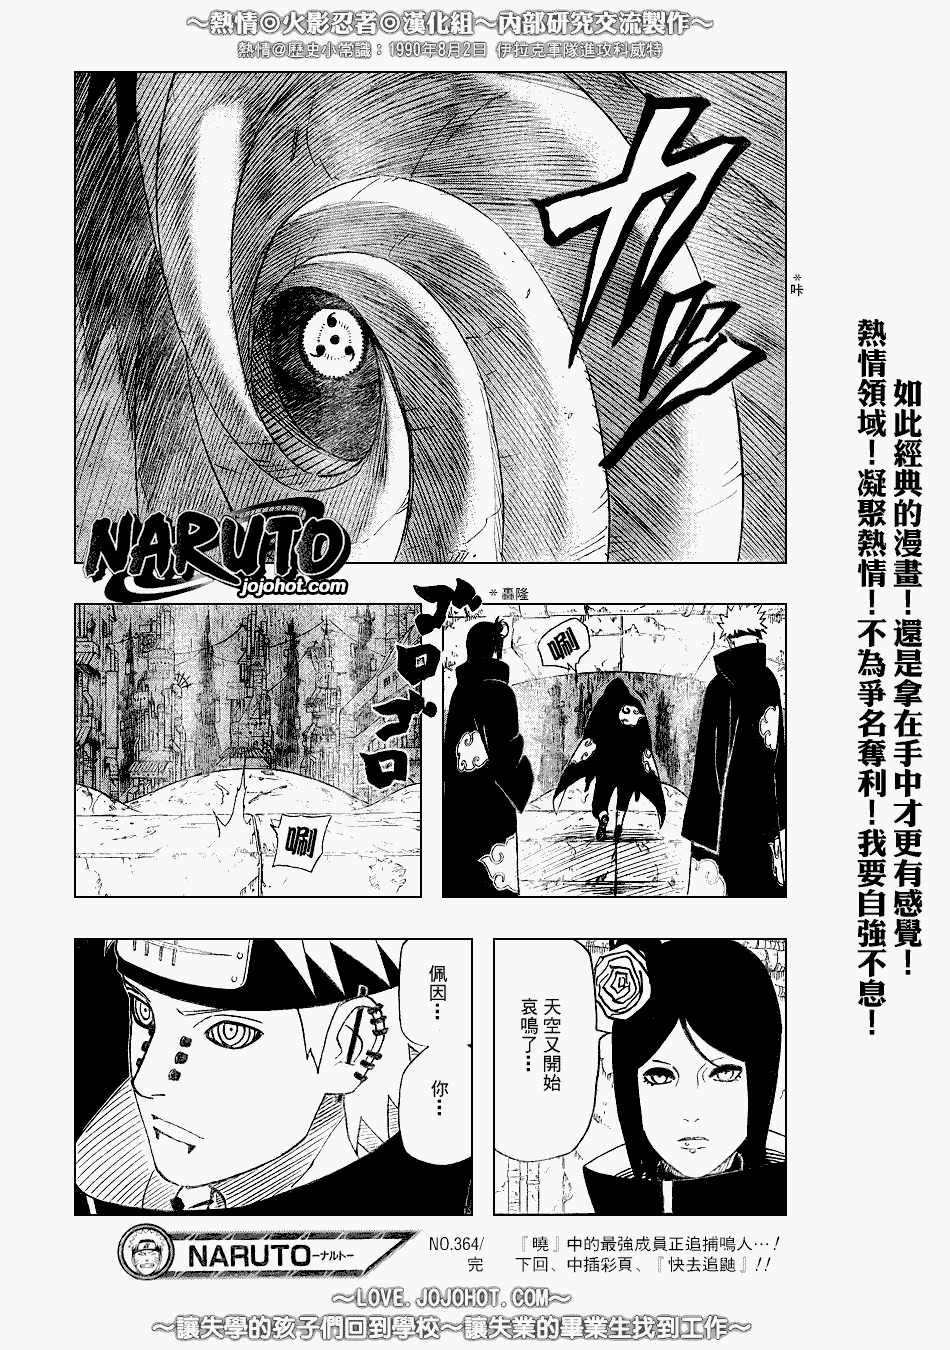 ～熱情◎火影忍者◎漢化組～內部研究交流製作～
熱情@歷史小常識：1990年8月2日 伊拉克軍隊進攻科威特
カッ
*咔
如此經典的漫畫！還是拿在手中才更有感覺！
熱情領域！凝聚熱情！不為爭名奪利！我要自強不息！
NARUTO
jojohot.com
*轟隆
唰
ゴロゴロ
唰
天空又開始
哀鳴了…
佩因…
你…
NARUTO
—ナルト—
NO.364/
完
『曉』中的最強成員正追捕鳴人…！
下回、中插彩頁、『快去追鼬』!!
～LOVE.JOJOHOT.COM～
～讓失學的孩子們回到學校～讓失業的畢業生找到工作～